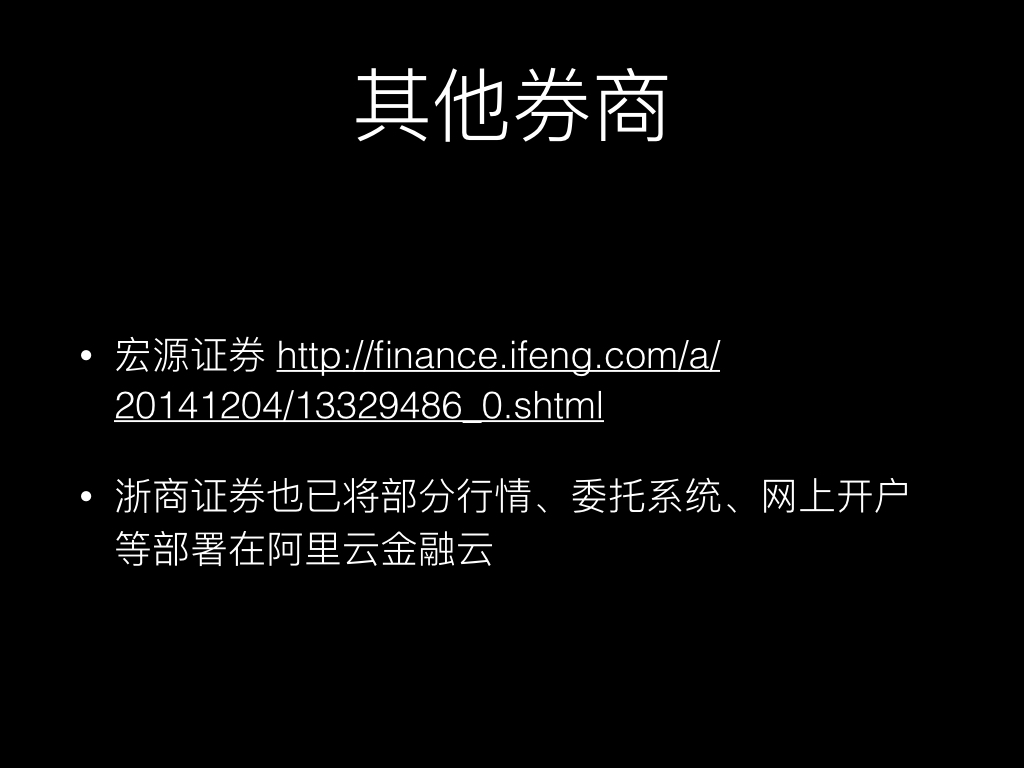 其他券商
• 宏源证券 http://finance.ifeng.com/a/
20141204/13329486_0.shtml
• 浙商证券也已将部分行情、委托系统、网上开户
等部署在阿里云金融云